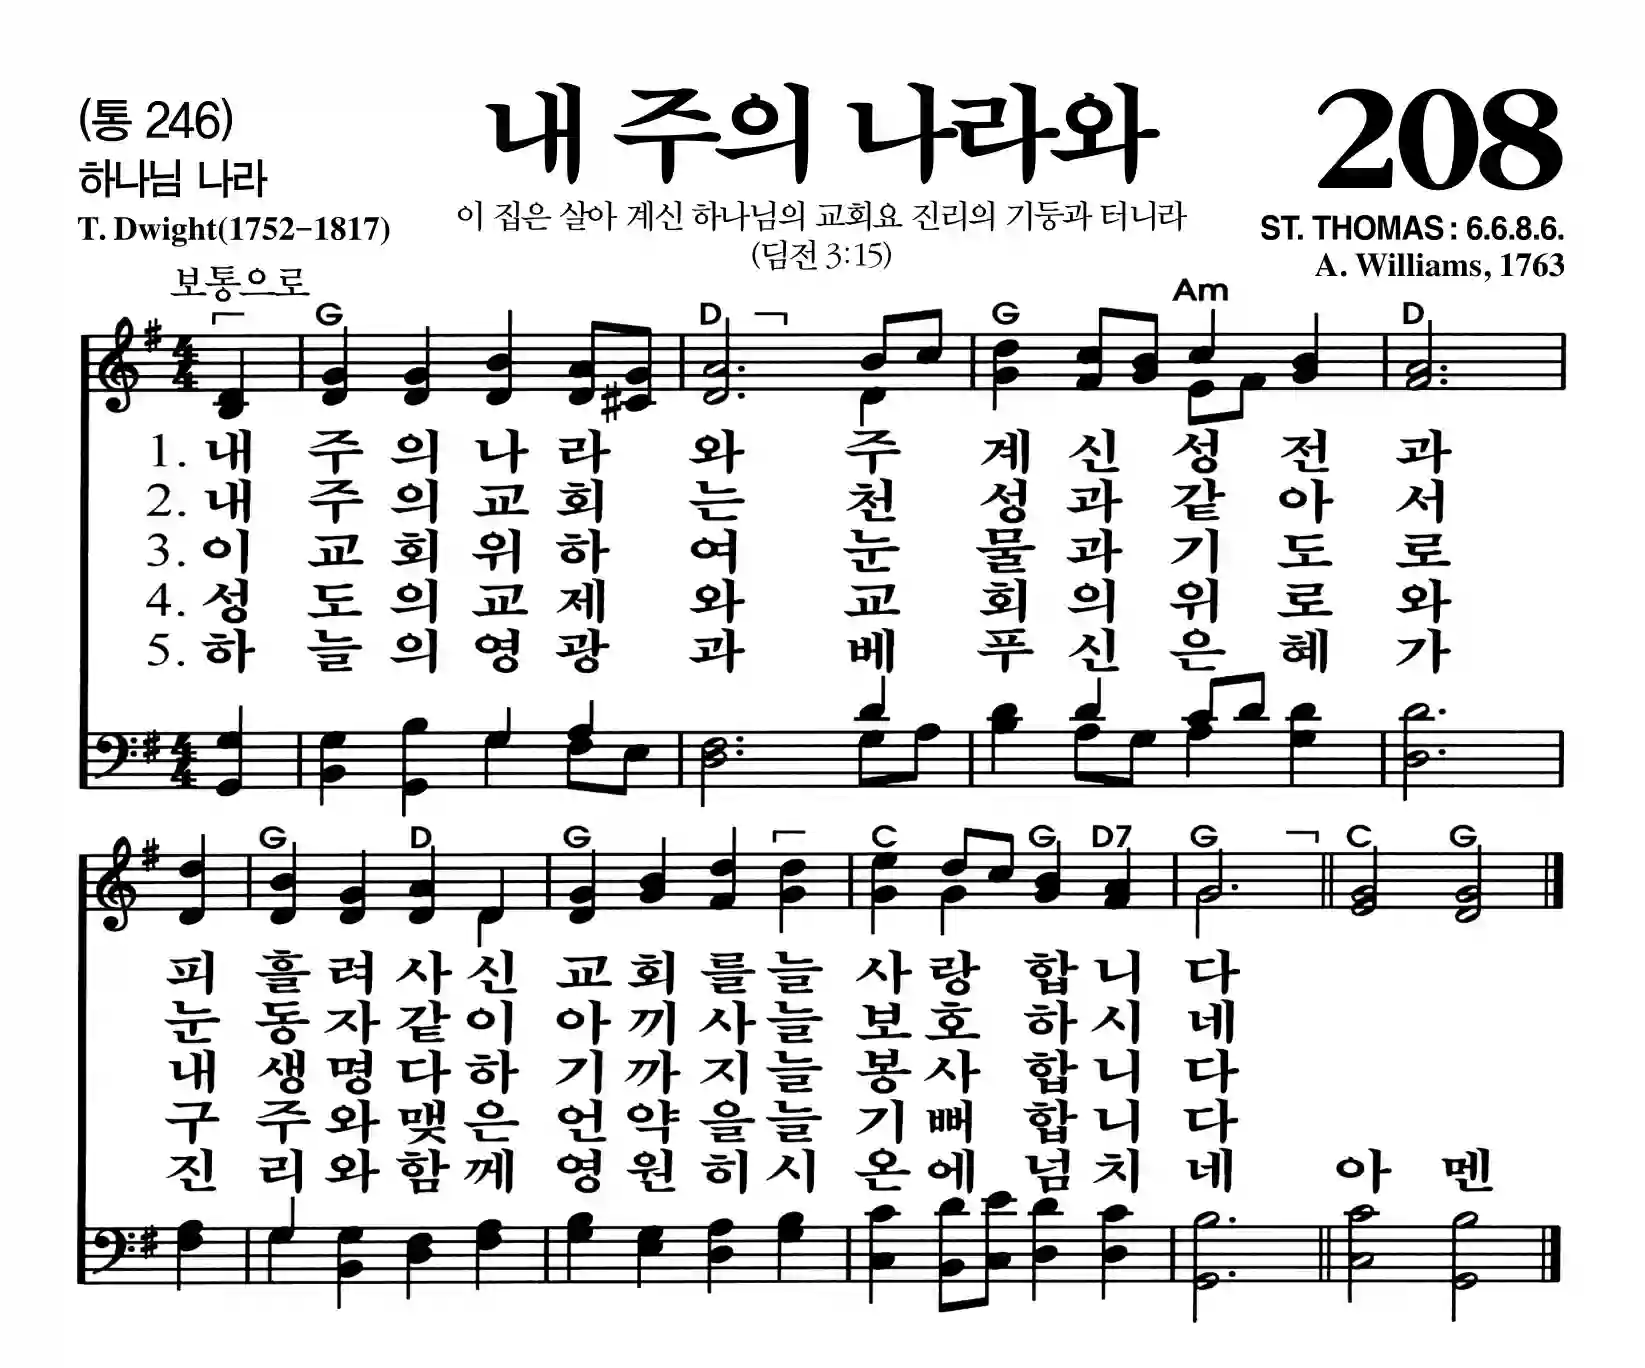 (통 246)
하나님 나라
T. Dwight(1752-1817)
내 주의 나라와
이 집은 살아 계신 하나님의 교회요 진리의 기둥과 터니라
(딤전 3:15)
208
ST. THOMAS : 6.6.8.6.
A. Williams, 1763
보통으로
G D G Am D
1. 내 주 의 나 라 와 주 계 신 성 전 과
2. 내 주 의 교 회 는 천 성 과 같 아 서
3. 이 교 회 위 하 여 눈 물 과 기 도 로
4. 성 도 의 교 제 와 교 회 의 위 로 와
5. 하 늘 의 영 광 과 베 푸 신 은 혜 가
G D G C G D7 G C G
피 흘 려 사 신 교 회 를 늘 사 랑 합 니 다
눈 동 자 같 이 아 끼 사 늘 보 호 하 시 네
내 생 명 다 하 기 까 지 늘 봉 사 합 니 다
구 주 와 맺 은 언 약 을 늘 기 뻐 합 니 다
진 리 와 함 께 영 원 히 시 온 에 넘 치 네 아 멘